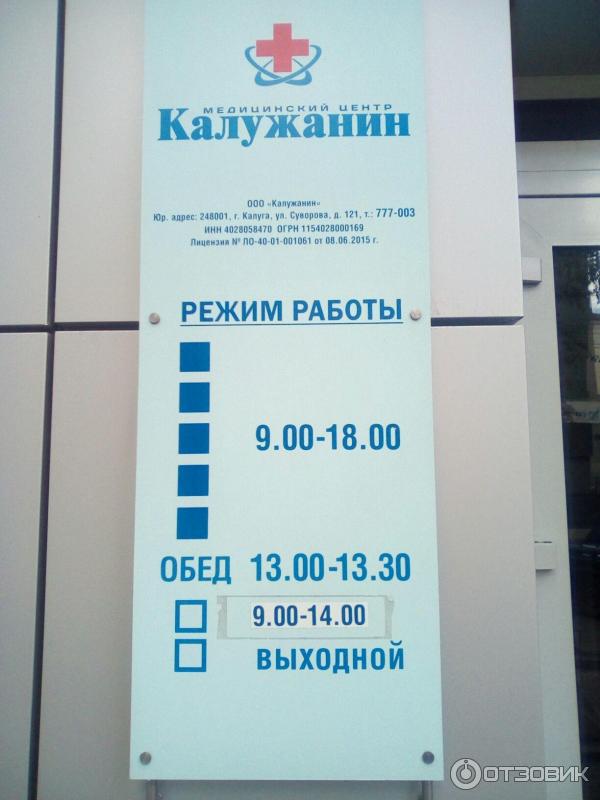 МЕДИЦИНСКИЙ ЦЕНТР
Калужанин
ООО «Калужанин»
Юр. адрес: 248001, г. Калуга, ул. Суворова, д. 121, т.: 777-003
ИНН 4028058470 ОГРН 1154028000169
Лицензия № ЛО-40-01-001061 от 08.06.2015 г.
РЕЖИМ РАБОТЫ
9.00-18.00
ОБЕД 13.00-13.30
9.00-14.00
ВЫХОДНОЙ
ОТЗОВИК